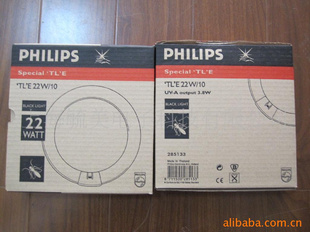 PHILIPS
Special 'TL'E
'TL'E 22W/10
BLACK LIGHT
22
WATT
PHILIPS
Special 'TL'E
'TL'E 22W/10
UV-A output 3.8W
BLACK LIGHT
alibaba.com.cn